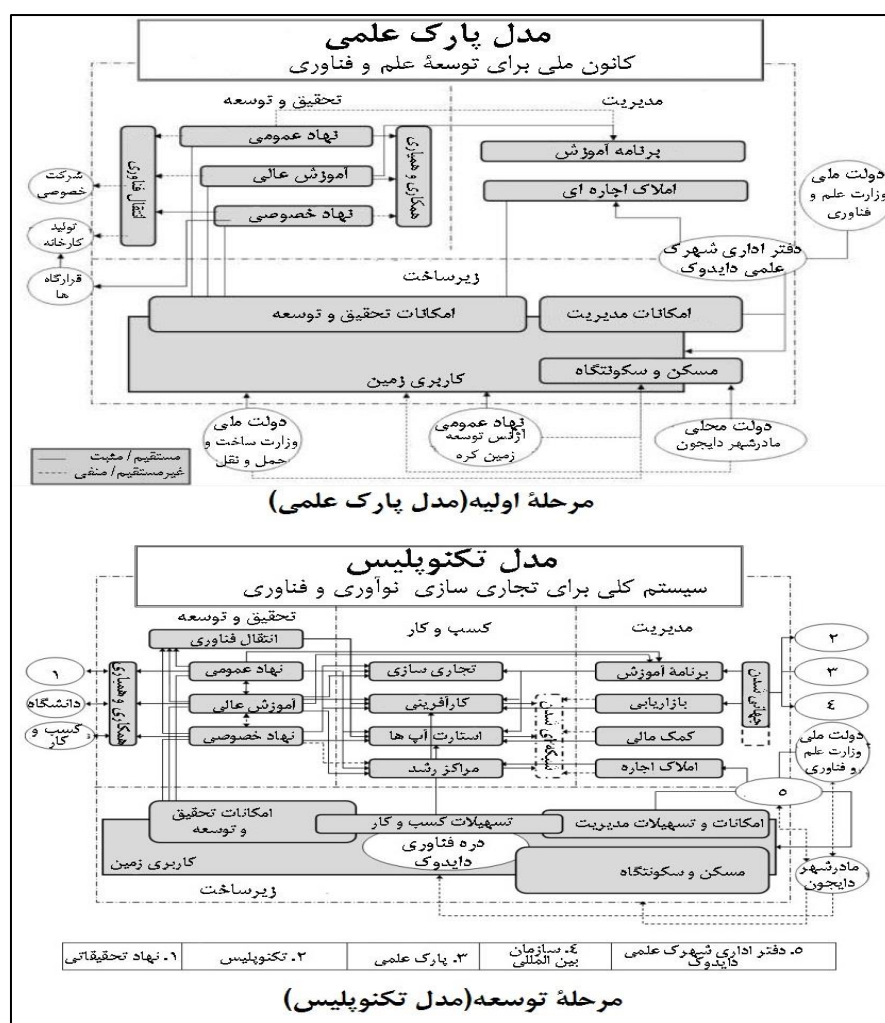 مدل پارک علمی
کانون ملی برای توسعۀ علم و فناوری
مدیریت
تحقیق و توسعه
نهاد عمومی
آموزش عالی
نهاد خصوصی
انتقال فناوری
همکاری و همیاری
برنامه آموزش
املاک اجاره ای
شرکت
خصوصی
تولید
کارخانه
قرارگاه
ها
دولت ملی
وزارت علم و
فناوری
دفتر اداری شهرک
علمی دایدوک
زیرساخت
امکانات تحقیق و توسعه
امکانات مدیریت
مسکن و سکونتگاه
کاربری زمین
دولت ملی
وزارت ساخت و
حمل و نقل
نهاد عمومی
آژانس توسعه
زمین کره
دولت محلی
مادرشهر دایجون
مستقیم/ مثبت
غیرمستقیم/ منفی
مرحلۀ اولیه(مدل پارک علمی)
مدل تکنوپلیس
سیستم کلی برای تجاری سازی نوآوری و فناوری
مدیریت
کسب و کار
تحقیق و توسعه
انتقال فناوری
نهاد عمومی
آموزش عالی
نهاد خصوصی
همکاری و همیاری
۱
دانشگاه
کسب و
کار
تجاری سازی
کارآفرینی
استارت آپ ها
مراکز رشد
شبکه ای شدن
برنامۀ آموزش
بازاریابی
کمک مالی
املاک اجاره
جهانی شدن
۲
۳
٤
دولت ملی
وزارت علم
و فناوری
٥
امکانات تحقیق
و توسعه
تسهیلات کسب و کار
امکانات و تسهیلات مدیریت
دره فناوری
دایدوک
کاربری زمین
مسکن و سکونتگاه
مادرشهر
دایجون
زیرساخت
۱. نهاد تحقیقاتی
۲. تکنوپلیس
۳. پارک علمی
٤. سازمان
بین المللی
٥. دفتر اداری شهرک علمی
دایدوک
مرحلۀ توسعه(مدل تکنوپلیس)